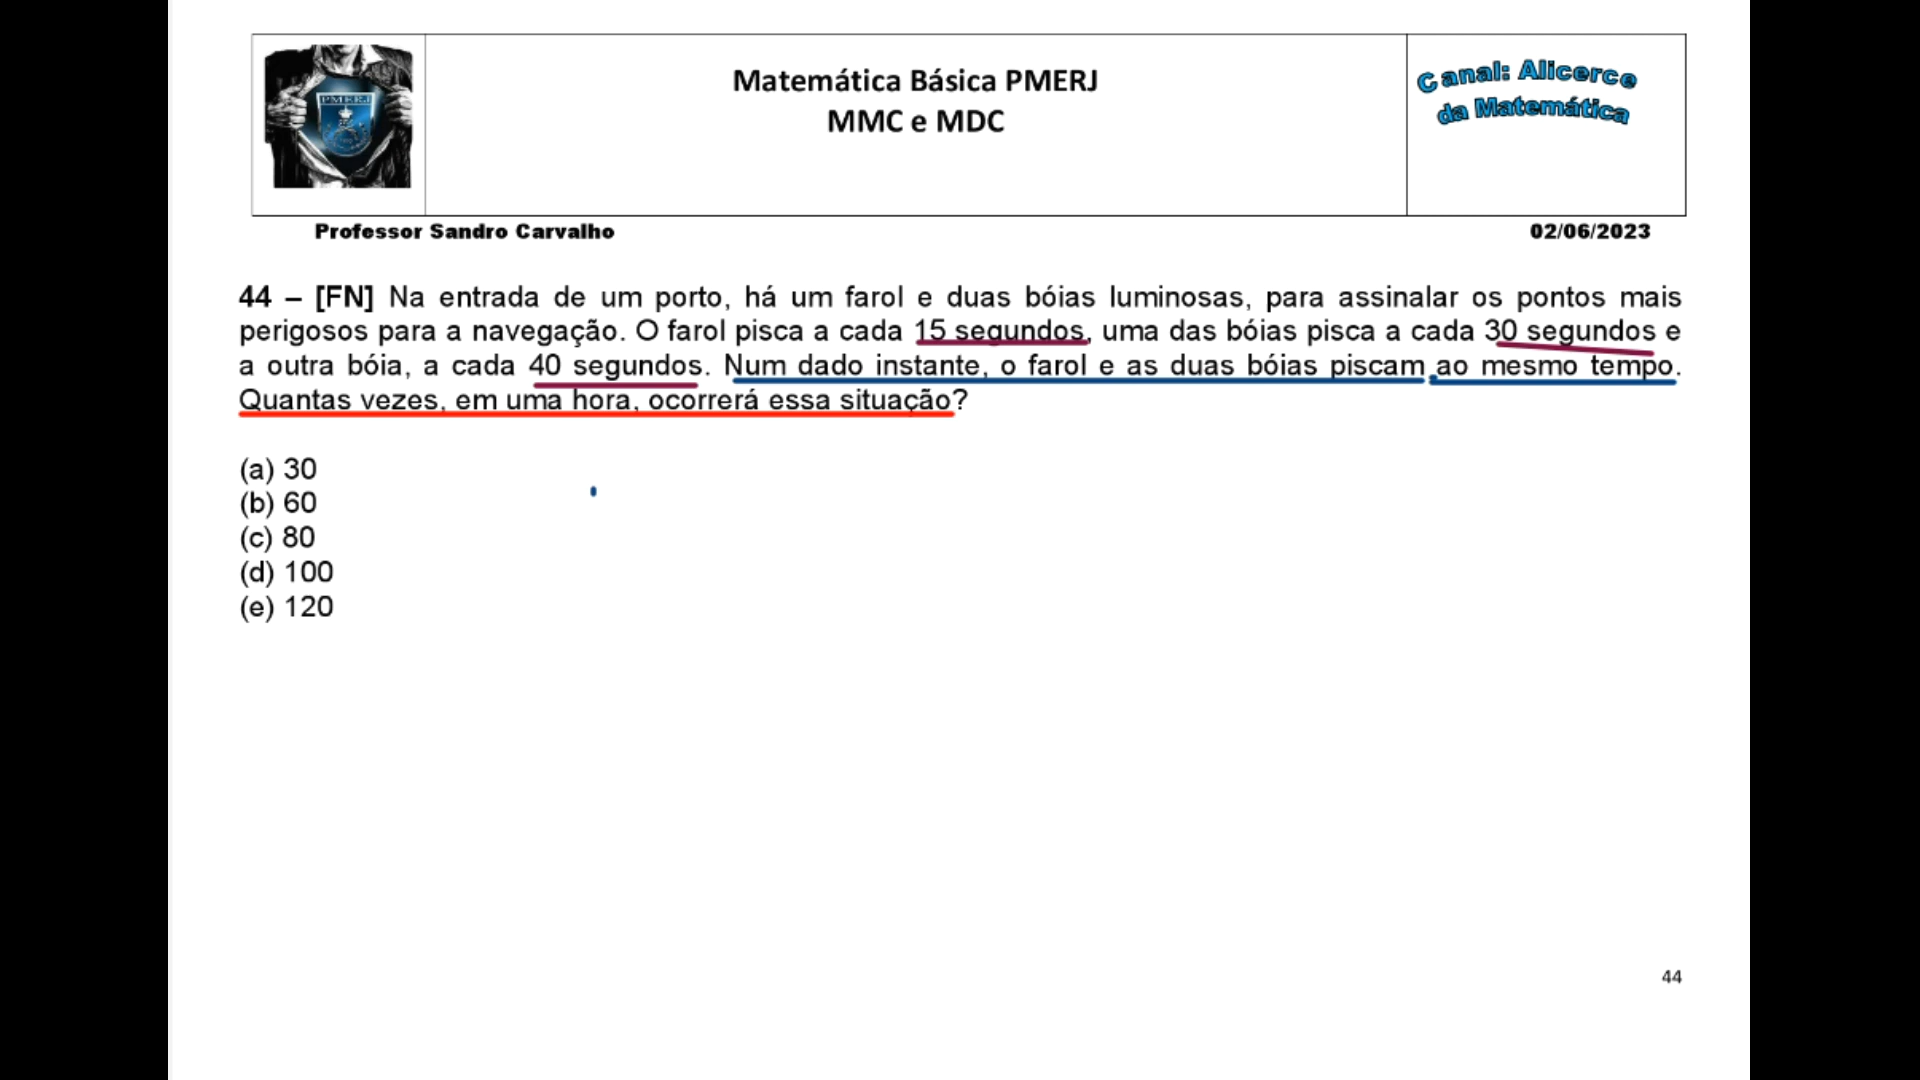 PMERJ
Matemática Básica PMERJ
MMC e MDC
Canal: Alicerce
da Matemática
Professor Sandro Carvalho
02/06/2023
44 – [FN] Na entrada de um porto, há um farol e duas bóias luminosas, para assinalar os pontos mais
perigosos para a navegação. O farol pisca a cada 15 segundos, uma das bóias pisca a cada 30 segundos e
a outra bóia, a cada 40 segundos. Num dado instante, o farol e as duas bóias piscam ao mesmo tempo.
Quantas vezes, em uma hora, ocorrerá essa situação?
(a) 30
(b) 60
(c) 80
(d) 100
(e) 120
44